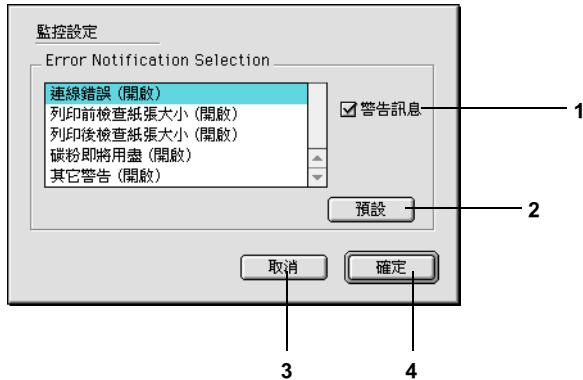 監控設定
Error Notification Selection
連線錯誤 (開啟)
列印前檢查紙張大小 (開啟)
列印後檢查紙張大小 (開啟)
碳粉即將用盡 (開啟)
其它警告 (開啟)
警告訊息
1
預設
2
取消
確定
3
4